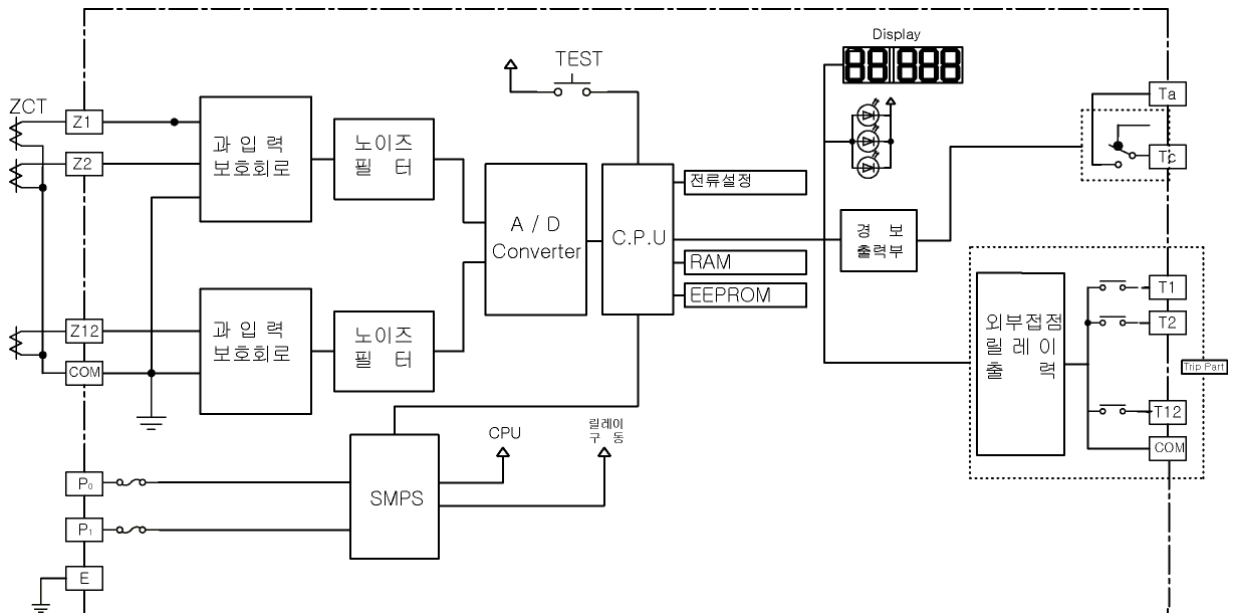 Display
TEST
ZCT
Z1
Z2
과 입 력
보호회로
노이즈
필 터
A / D
Converter
C.P.U
전류설정
RAM
EEPROM
경 보
출력부
Ta
Tc
Z12
COM
과 입 력
보호회로
노이즈
필 터
외부접점
릴 레 이
출 력
T1
T2
T12
COM
Trip Part
CPU
릴레이
구 동
SMPS
P₀
P₁
E